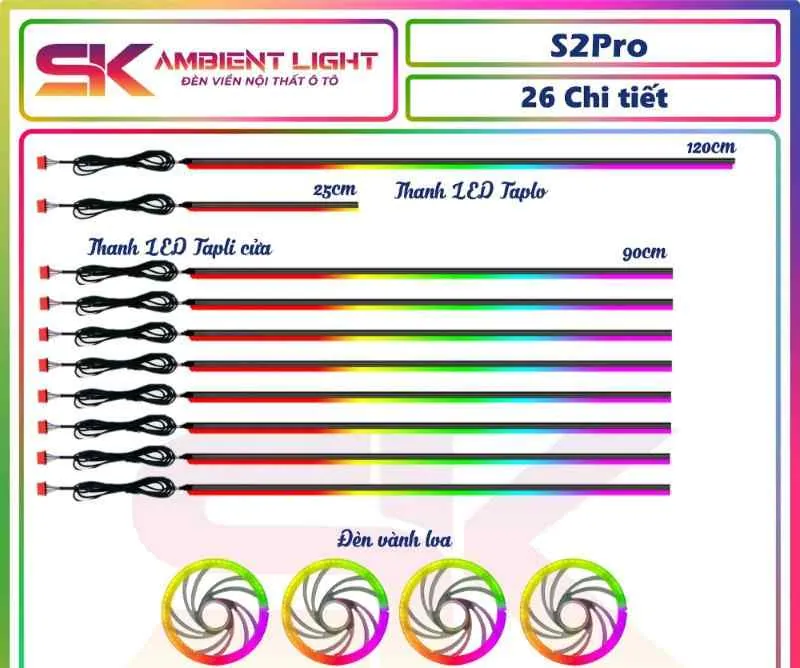 SK AMBIENT LIGHT
ĐÈN VIỀN NỘI THẤT Ô TÔ
S2Pro
26 Chi tiết
120cm
25cm
Thanh LED Taplo
Thanh LED Tapli cửa
90cm
Đèn vành loa